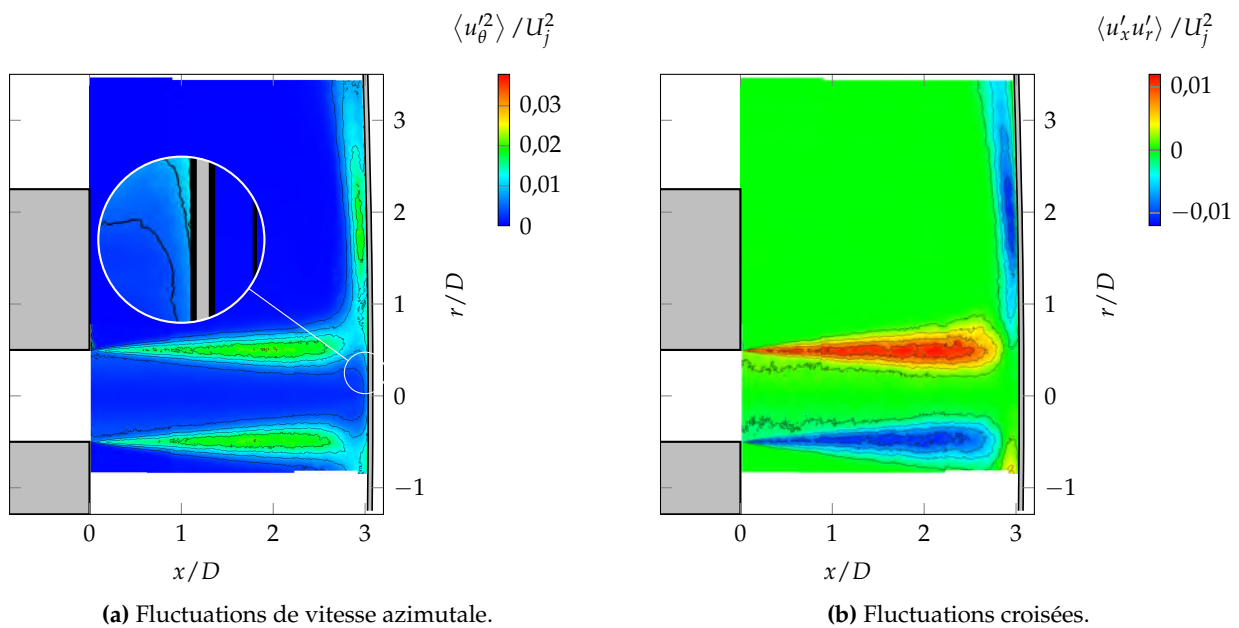 ⟨u′θ²⟩ /Uj²
0,03
0,02
0,01
0
3
2
1
0
−1
r/D
0 1 2 3
x/D
(a) Fluctuations de vitesse azimutale.
⟨u′x u′r⟩ /Uj²
0,01
0
−0,01
3
2
1
0
−1
r/D
0 1 2 3
x/D
(b) Fluctuations croisées.